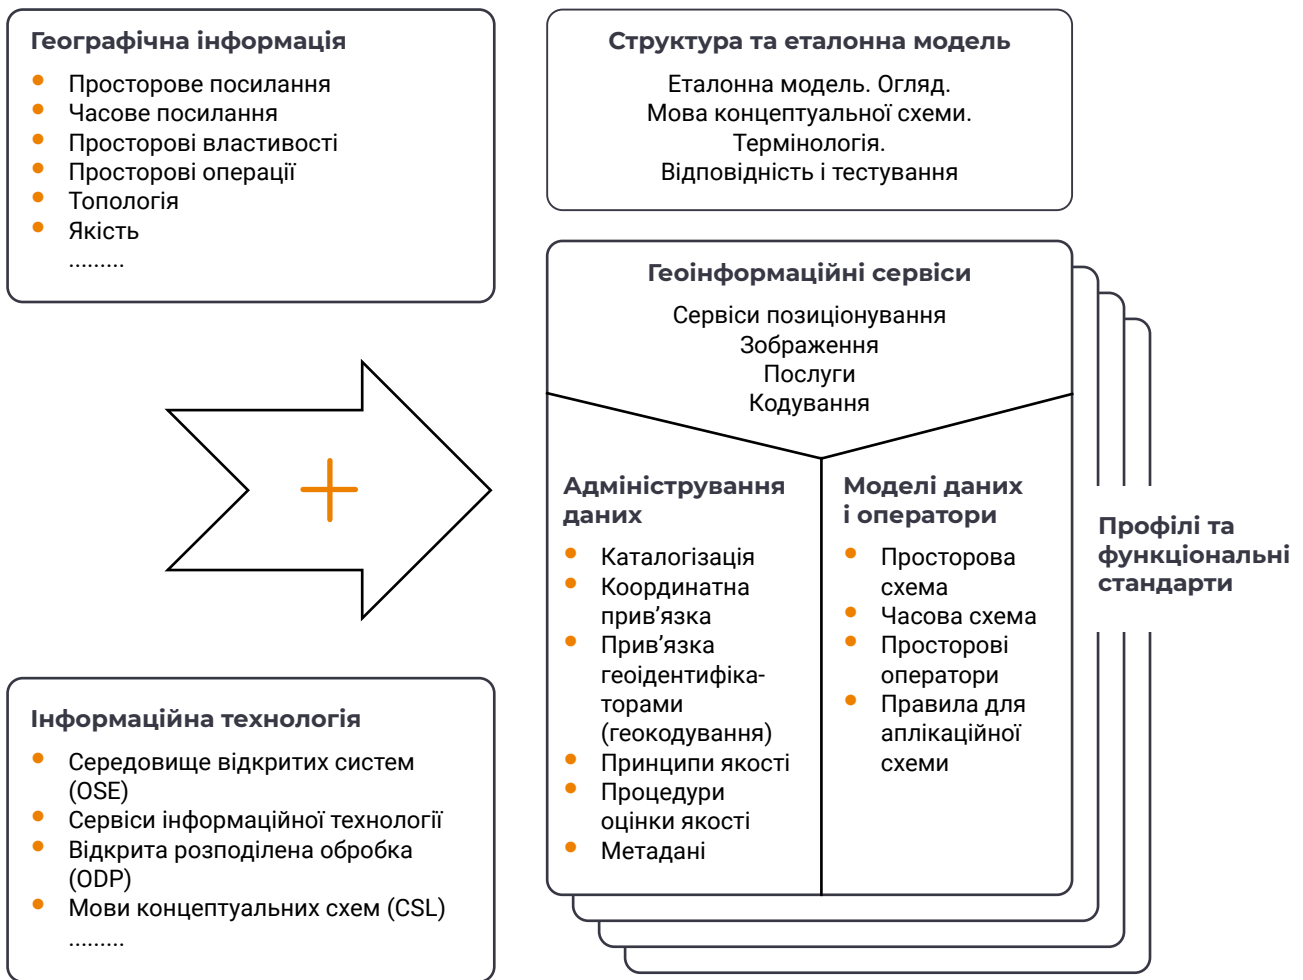 Географічна інформація
• Просторове посилання
• Часове посилання
• Просторові властивості
• Просторові операції
• Топологія
• Якість
.........
Структура та еталонна модель
Еталонна модель. Огляд.
Мова концептуальної схеми.
Термінологія.
Відповідність і тестування
Геоінформаційні сервіси
Сервіси позиціонування
Зображення
Послуги
Кодування
+
Адміністрування
даних
• Каталогізація
• Координатна
прив’язка
• Прив’язка
геоідентифіка-
торами
(геокодування)
• Принципи якості
• Процедури
оцінки якості
• Метадані
Моделі даних
і оператори
• Просторова
схема
• Часова схема
• Просторові
оператори
• Правила для
аплікаційної
схеми
Профілі та
функціональні
стандарти
Інформаційна технологія
• Середовище відкритих систем
(OSE)
• Сервіси інформаційної технології
• Відкрита розподілена обробка
(ODP)
• Мови концептуальних схем (CSL)
.........